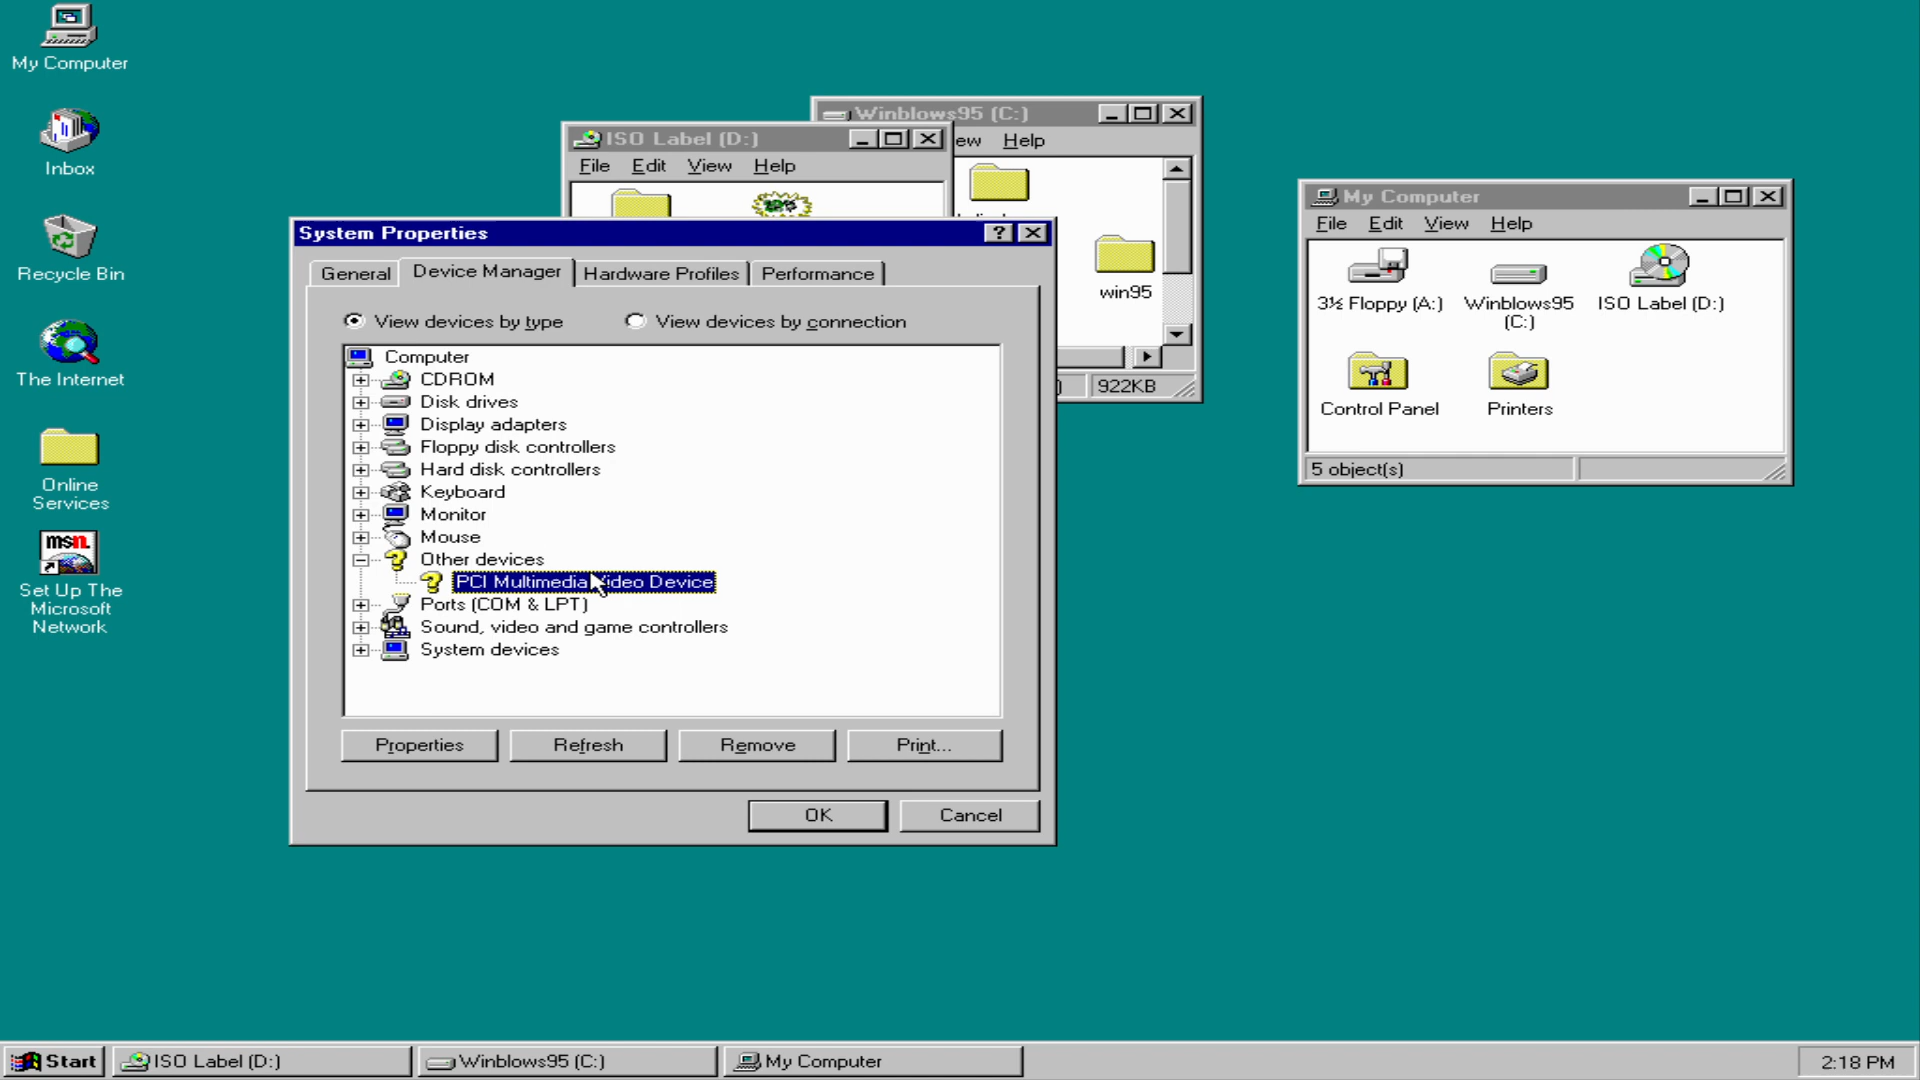 My Computer
Inbox
Recycle Bin
The Internet
Online
Services
msn.
Set Up The
Microsoft
Network
Winblows95 (C:)
ew Help
win95
922KB
ISO Label (D:)
File Edit View Help
System Properties
General Device Manager Hardware Profiles Performance
View devices by type View devices by connection
Computer
CDROM
Disk drives
Display adapters
Floppy disk controllers
Hard disk controllers
Keyboard
Monitor
Mouse
Other devices
PCI Multimedia Video Device
Ports (COM & LPT)
Sound, video and game controllers
System devices
Properties Refresh Remove Print...
OK Cancel
My Computer
File Edit View Help
3½ Floppy (A:) Winblows95 (C:) ISO Label (D:)
Control Panel Printers
5 object(s)
Start ISO Label (D:) Winblows95 (C:) My Computer 2:18 PM